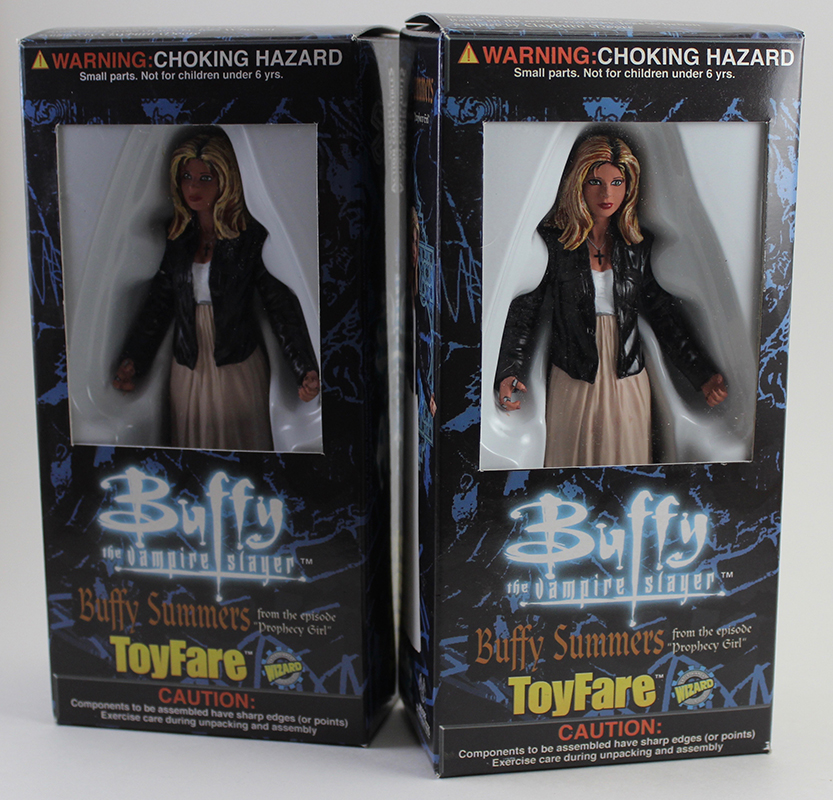 WARNING: CHOKING HAZARD
Small parts. Not for children under 6 yrs.
Buffy
the vampire slayer™
Buffy Summers from the episode
"Prophecy Girl"
ToyFare™ WIZARD
CAUTION:
Components to be assembled have sharp edges (or points)
Exercise care during unpacking and assembly
WARNING: CHOKING HAZARD
Small parts. Not for children under 6 yrs.
Buffy
the vampire slayer™
Buffy Summers from the episode
"Prophecy Girl"
ToyFare™ WIZARD
CAUTION:
Components to be assembled have sharp edges (or points)
Exercise care during unpacking and assembly